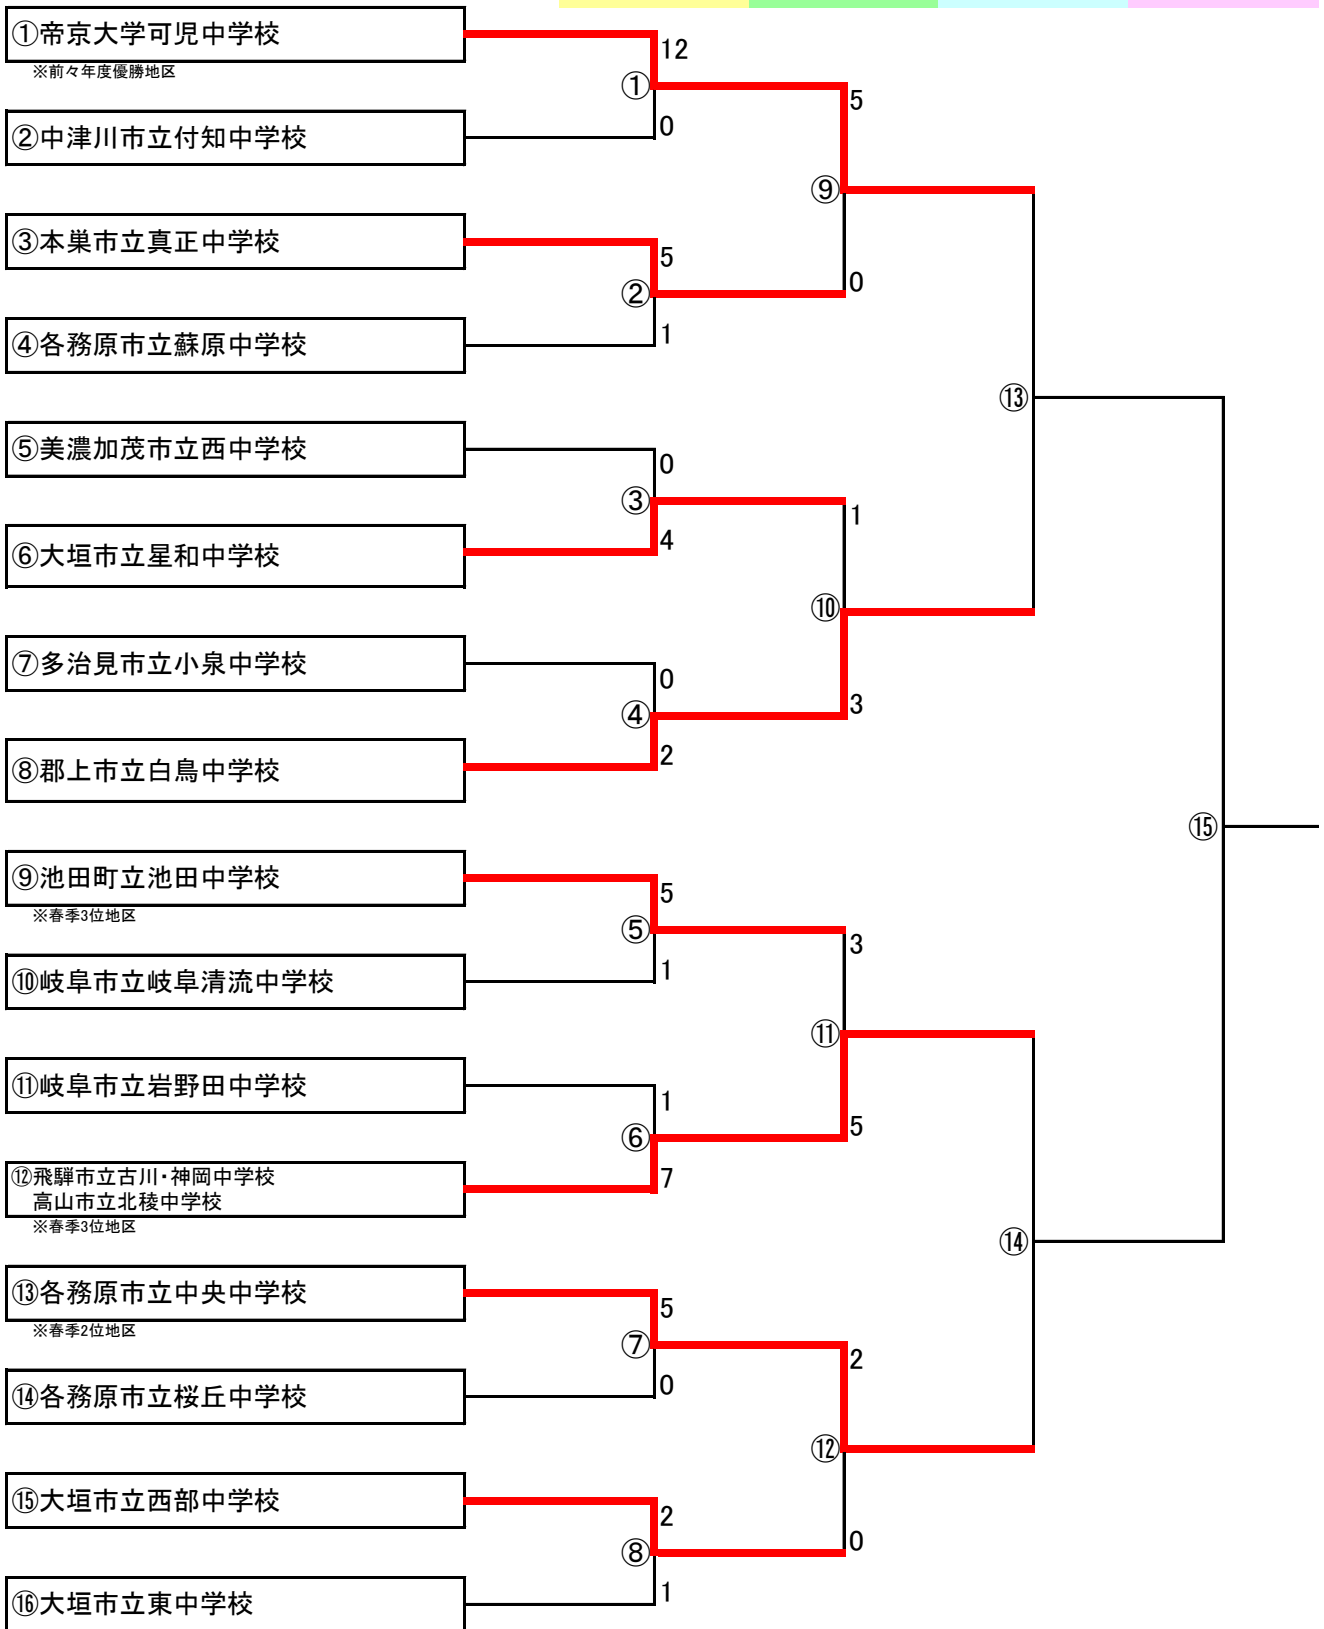 ①帝京大学可児中学校
※前々年度優勝地区
12
①
0
②中津川市立付知中学校
5
⑨
0
③本巣市立真正中学校
5
②
1
④各務原市立蘇原中学校
⑬
⑤美濃加茂市立西中学校
0
③
4
⑥大垣市立星和中学校
1
⑩
3
⑦多治見市立小泉中学校
0
④
2
⑧郡上市立白鳥中学校
⑮
⑨池田町立池田中学校
※春季3位地区
5
⑤
1
⑩岐阜市立岐阜清流中学校
3
⑪
5
⑪岐阜市立岩野田中学校
1
⑥
7
⑫飛騨市立古川・神岡中学校
高山市立北稜中学校
※春季3位地区
⑭
⑬各務原市立中央中学校
※春季2位地区
5
⑦
0
⑭各務原市立桜丘中学校
2
⑫
0
⑮大垣市立西部中学校
2
⑧
1
⑯大垣市立東中学校